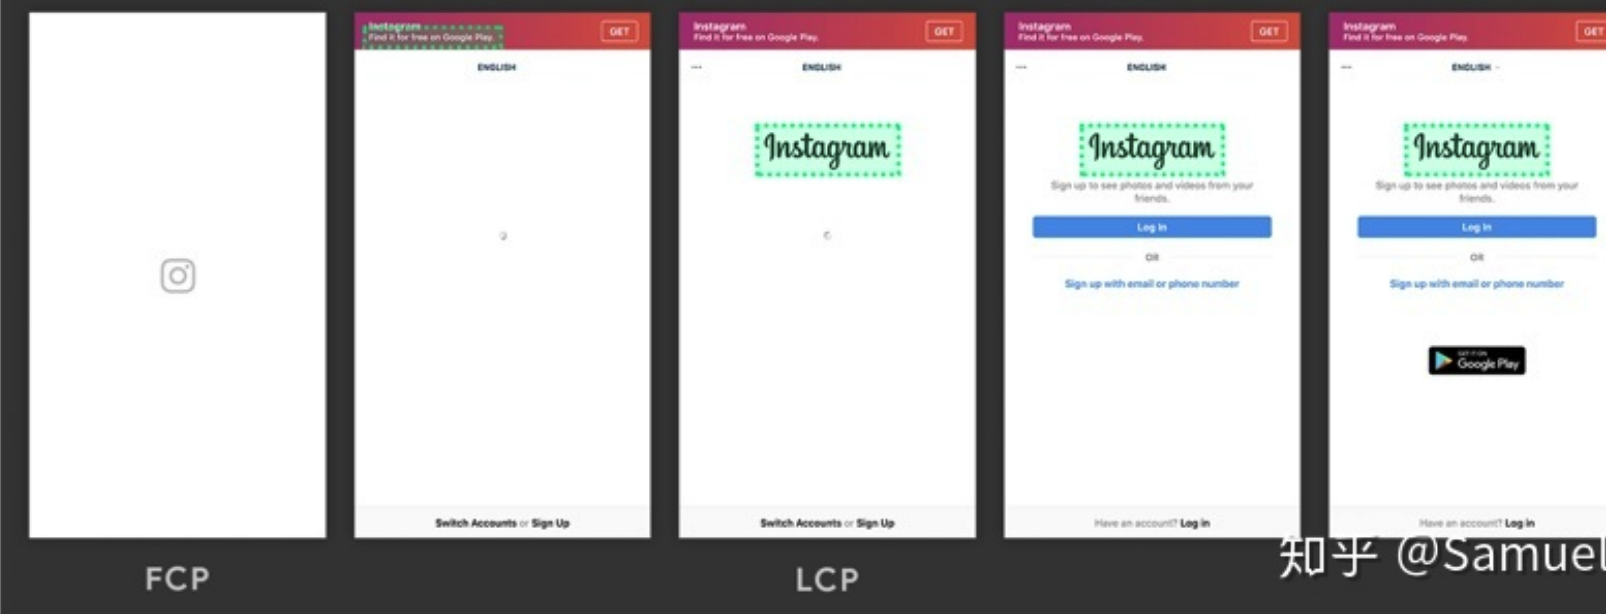 Instagram
Find it for free on Google Play.
GET
ENGLISH
Switch Accounts or Sign Up
Instagram
Find it for free on Google Play.
GET
...
ENGLISH
Instagram
Switch Accounts or Sign Up
Instagram
Find it for free on Google Play.
GET
...
ENGLISH
Instagram
Sign up to see photos and videos from your
friends.
Log In
OR
Sign up with email or phone number
Have an account? Log in
Instagram
Find it for free on Google Play.
GET
...
ENGLISH
Instagram
Sign up to see photos and videos from your
friends.
Log In
OR
Sign up with email or phone number
GET IT ON
Google Play
Have an account? Log in
FCP
LCP
知乎 @Samuel